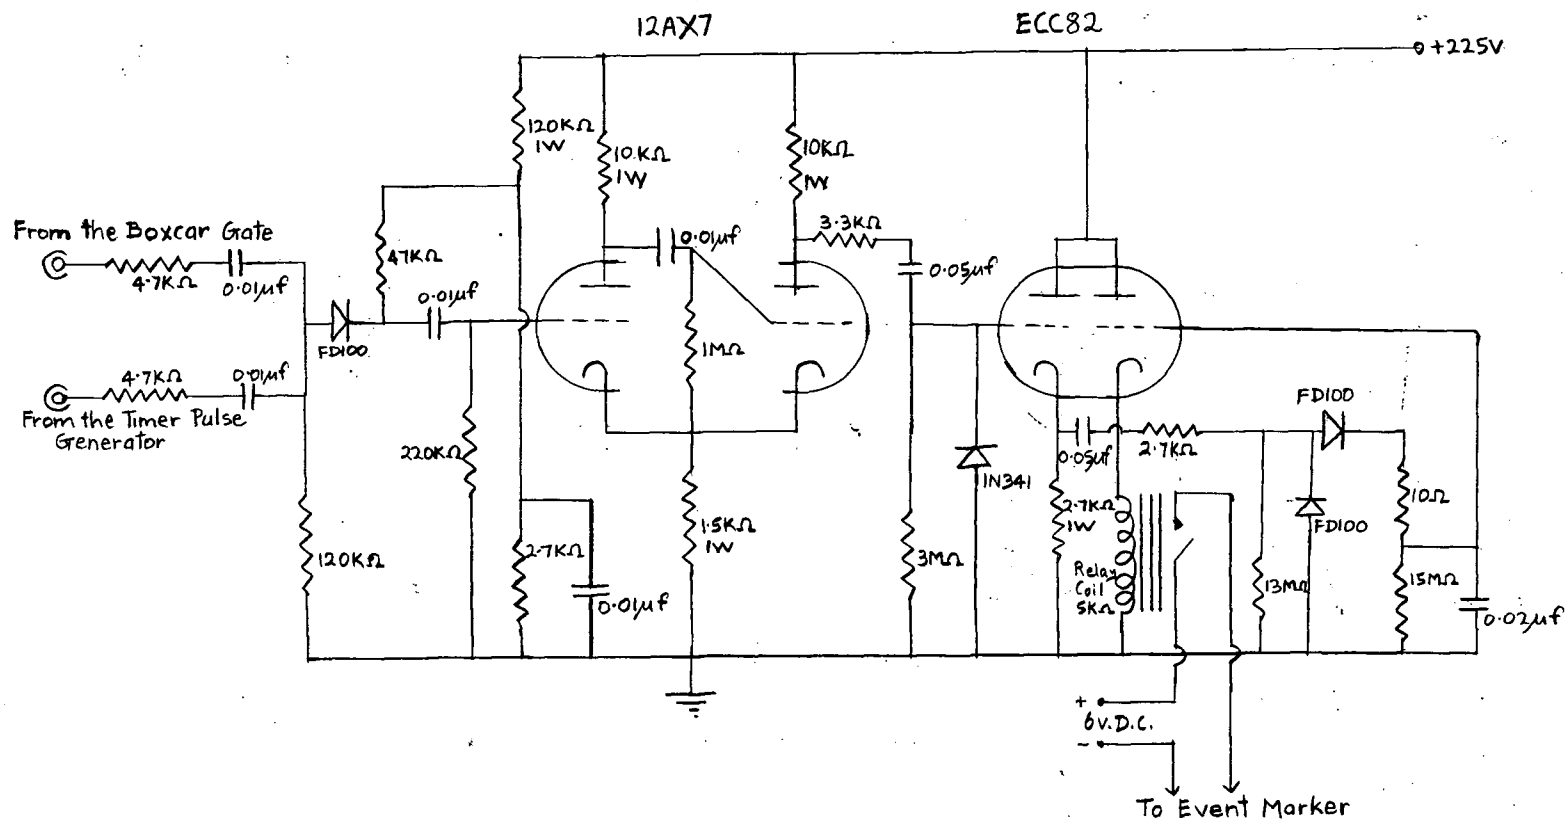 12AX7
ECC82
+225V
120KΩ
1W
10KΩ
1W
10KΩ
1W
3.3KΩ
From the Boxcar Gate
4.7KΩ
0.01μf
47KΩ
0.01μf
0.01μf
0.05μf
FD100
1MΩ
4.7KΩ
0.01μf
From the Timer Pulse
Generator
FD100
220KΩ
0.05μf
2.7KΩ
1N341
2.7KΩ
1W
10Ω
FD100
120KΩ
2.7KΩ
1.5KΩ
1W
3MΩ
Relay
Coil
5KΩ
13MΩ
15MΩ
0.01μf
0.02μf
+
6v.D.C.
-
To Event Marker